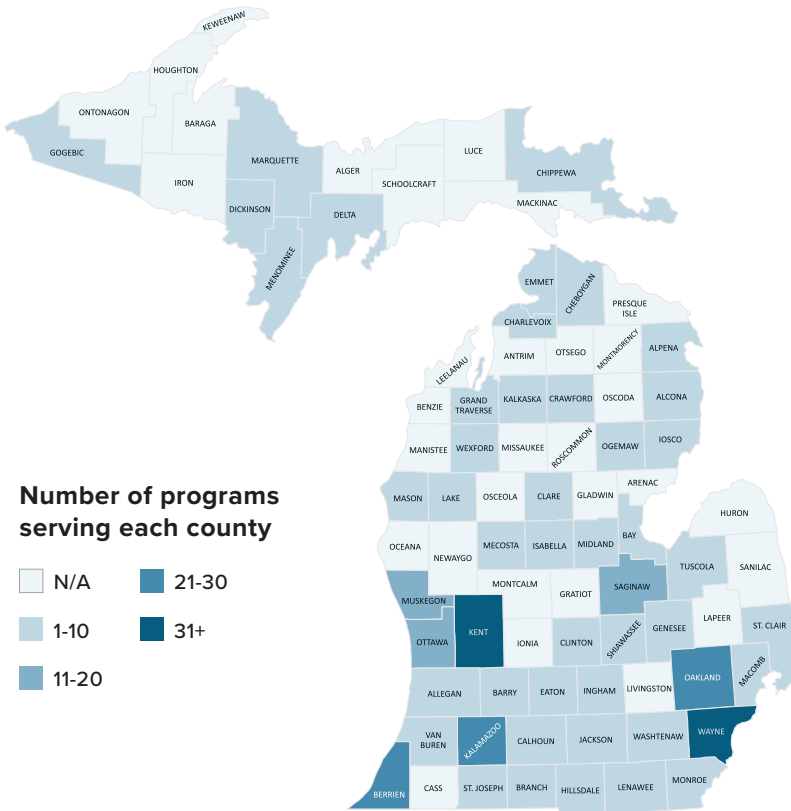 KEWEENAW
HOUGHTON
ONTONAGON
BARAGA
GOGEBIC
MARQUETTE
LUCE
ALGER
CHIPPEWA
IRON
SCHOOLCRAFT
MACKINAC
DICKINSON
DELTA
MENOMINEE
EMMET
CHEBOYGAN
PRESQUE
ISLE
CHARLEVOIX
LEELANAU
ANTRIM
OTSEGO
MONTMORENCY
ALPENA
BENZIE
GRAND
TRAVERSE
KALKASKA
CRAWFORD
OSCODA
ALCONA
MANISTEE
WEXFORD
MISSAUKEE
ROSCOMMON
OGEMAW
IOSCO
Number of programs
serving each county
N/A
1-10
11-20
21-30
31+
MASON
LAKE
OSCEOLA
CLARE
GLADWIN
ARENAC
HURON
OCEANA
NEWAYGO
MECOSTA
ISABELLA
MIDLAND
BAY
TUSCOLA
SANILAC
MUSKEGON
MONTCALM
GRATIOT
SAGINAW
LAPEER
ST. CLAIR
OTTAWA
KENT
IONIA
CLINTON
SHIAWASSEE
GENESEE
OAKLAND
MACOMB
ALLEGAN
BARRY
EATON
INGHAM
LIVINGSTON
VAN
BUREN
KALAMAZOO
CALHOUN
JACKSON
WASHTENAW
WAYNE
BERRIEN
CASS
ST. JOSEPH
BRANCH
HILLSDALE
LENAWEE
MONROE